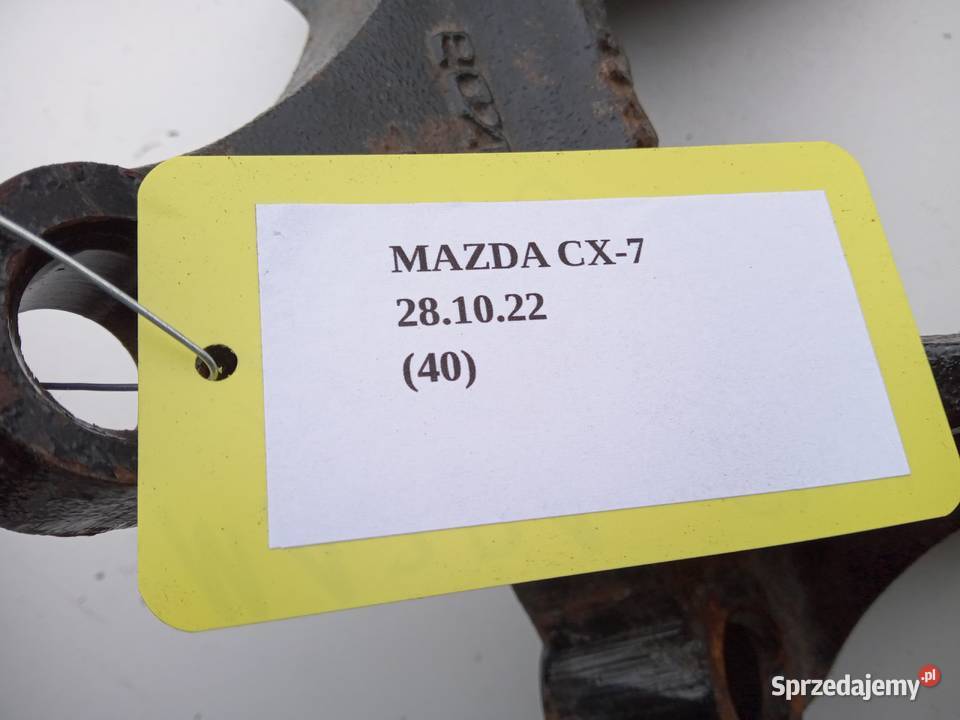 MAZDA CX-7
28.10.22
(40)
Sprzedajemy.pl